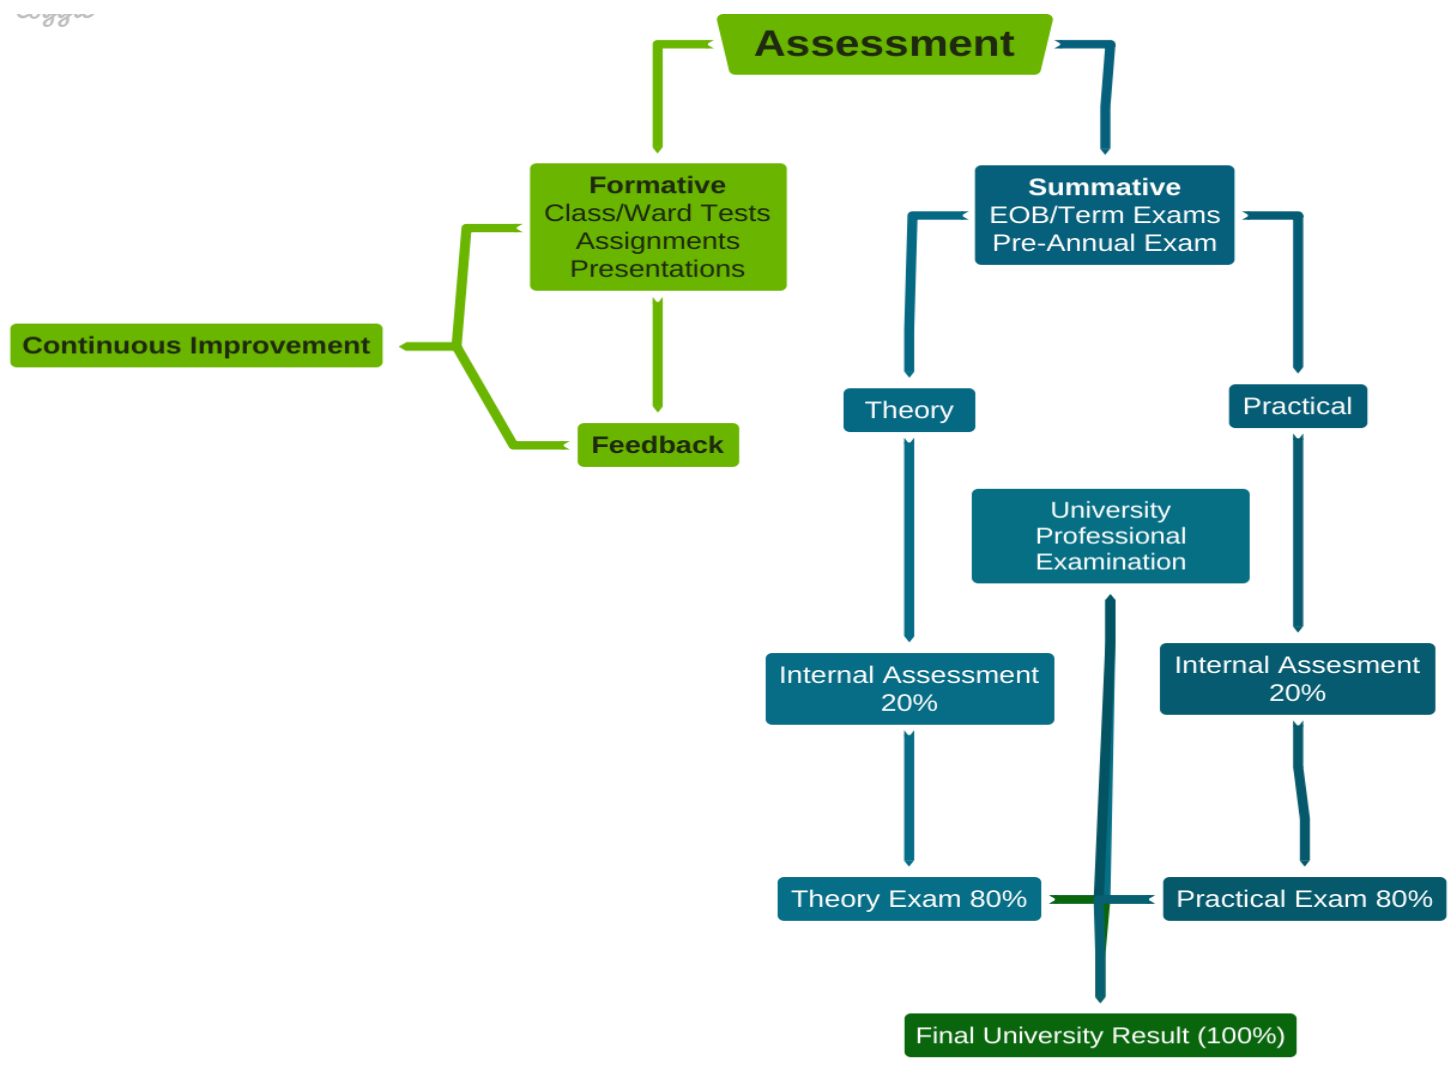 Assessment
Formative
Class/Ward Tests
Assignments
Presentations
Summative
EOB/Term Exams
Pre-Annual Exam
Continuous Improvement
Feedback
Theory
Practical
University
Professional
Examination
Internal Assessment
20%
Internal Assesment
20%
Theory Exam 80%
Practical Exam 80%
Final University Result (100%)